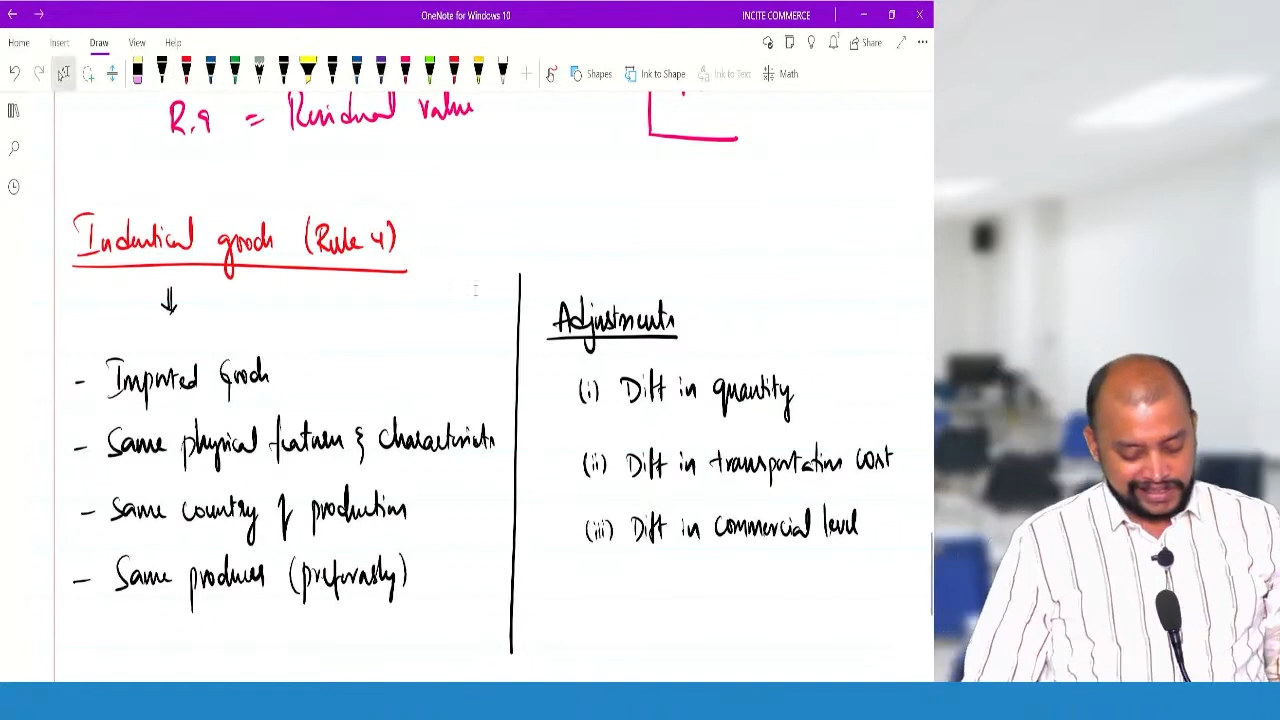 OneNote for Windows 10
INCITE COMMERCE
Home Insert Draw View Help
Share
Shapes Ink to Shape Ink to Text Math
R.9 = Residual value
Indentical goods (Rule 4)
- Imported Goods
- Same physical features & characteristics
- Same country of production
- Same producer (preferably)
Adjustments
(i) Diff in quantity
(ii) Diff in transportation cost
(iii) Diff in commercial level